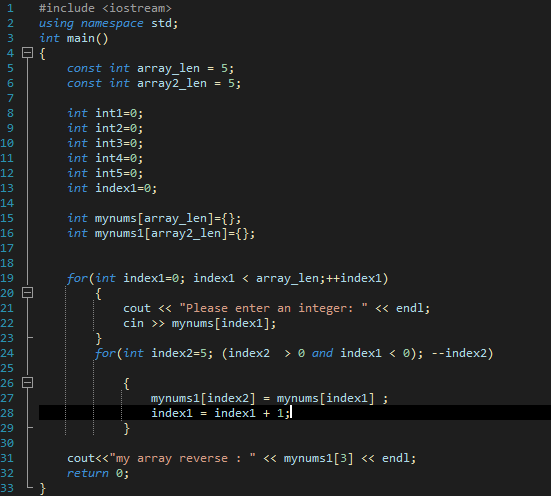 1 #include <iostream>
2 using namespace std;
3 int main()
4 {
5 const int array_len = 5;
6 const int array2_len = 5;
7
8 int int1=0;
9 int int2=0;
10 int int3=0;
11 int int4=0;
12 int int5=0;
13 int index1=0;
14
15 int mynums[array_len]={};
16 int mynums1[array2_len]={};
17
18
19 for(int index1=0; index1 < array_len;++index1)
20 {
21 cout << "Please enter an integer: " << endl;
22 cin >> mynums[index1];
23 }
24 for(int index2=5; (index2  > 0 and index1 < 0); --index2)
25
26 {
27 mynums1[index2] = mynums[index1] ;
28 index1 = index1 + 1;
29 }
30
31 cout<<"my array reverse : " << mynums1[3] << endl;
32 return 0;
33 }